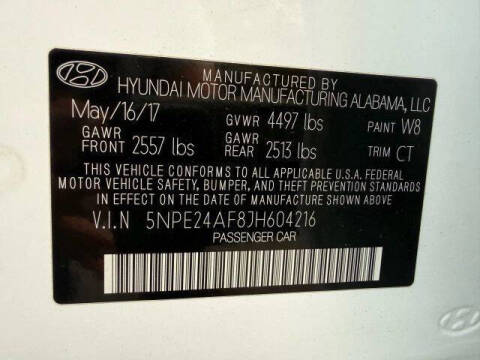 MANUFACTURED BY
HYUNDAI MOTOR MANUFACTURING ALABAMA, LLC
May/16/17 GVWR 4497 lbs PAINT W8
GAWR FRONT 2557 lbs GAWR REAR 2513 lbs TRIM CT
THIS VEHICLE CONFORMS TO ALL APPLICABLE U.S.A. FEDERAL
MOTOR VEHICLE SAFETY, BUMPER, AND THEFT PREVENTION STANDARDS
IN EFFECT ON THE DATE OF MANUFACTURE SHOWN ABOVE.
V.I.N 5NPE24AF8JH604216
PASSENGER CAR